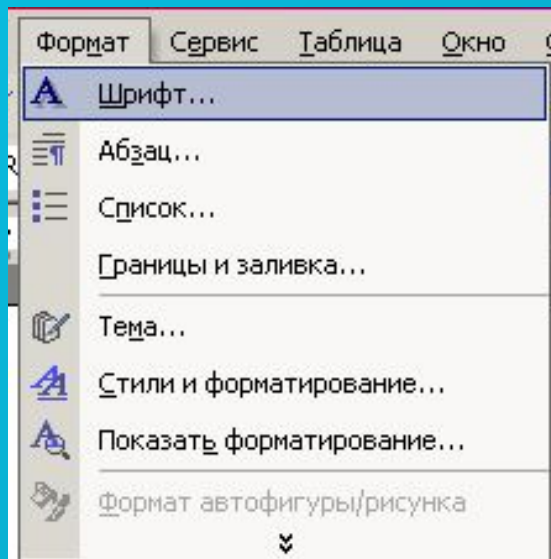 Формат Сервис Таблица Окно
Шрифт...
Абзац...
Список...
Границы и заливка...
Тема...
Стили и форматирование...
Показать форматирование...
Формат автофигуры/рисунка